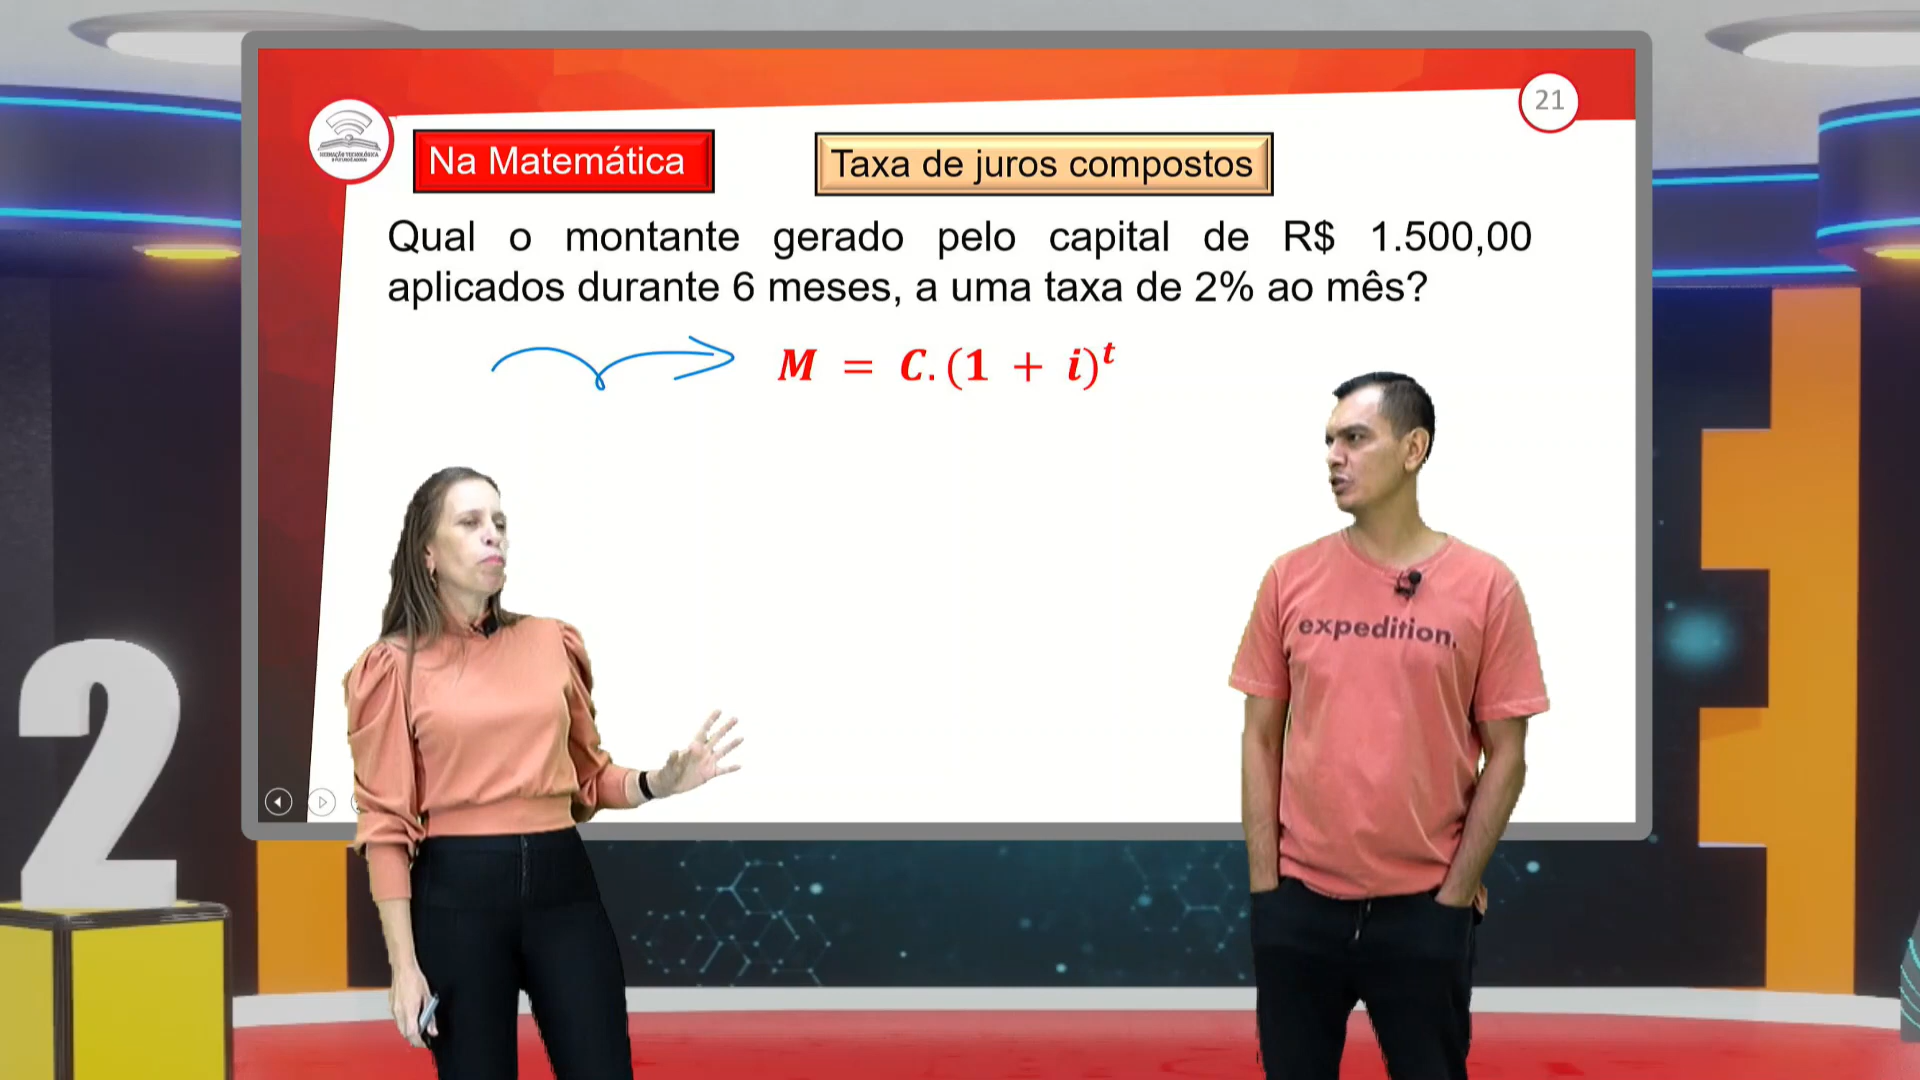 21
Na Matemática
Taxa de juros compostos
Qual o montante gerado pelo capital de R$ 1.500,00
aplicados durante 6 meses, a uma taxa de 2% ao mês?
M = C.(1 + i)^t
expedition.
2